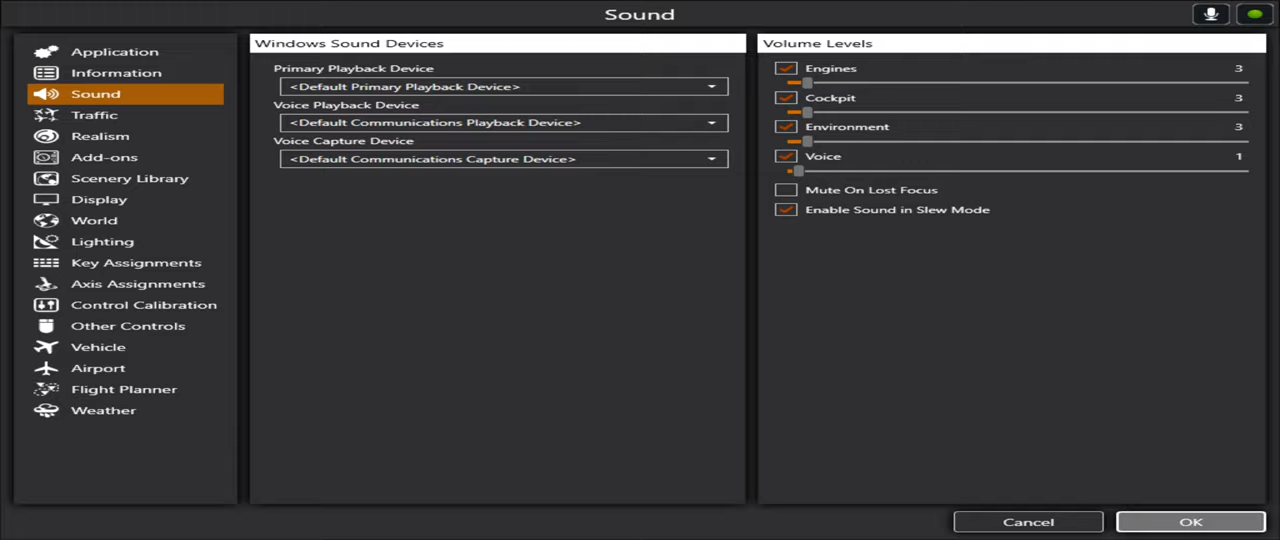 Sound
Application
Information
Sound
Traffic
Realism
Add-ons
Scenery Library
Display
World
Lighting
Key Assignments
Axis Assignments
Control Calibration
Other Controls
Vehicle
Airport
Flight Planner
Weather
Windows Sound Devices
Primary Playback Device
<Default Primary Playback Device>
Voice Playback Device
<Default Communications Playback Device>
Voice Capture Device
<Default Communications Capture Device>
Volume Levels
Engines 3
Cockpit 3
Environment 3
Voice 1
Mute On Lost Focus
Enable Sound in Slew Mode
Cancel OK